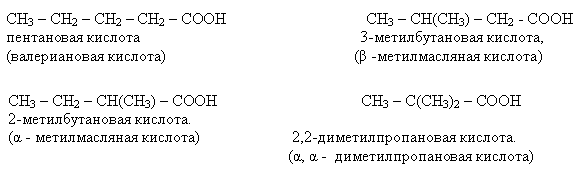 CH3 – CH2 – CH2 – CH2 – COOH
пентановая кислота
(валериановая кислота)
CH3 – CH(CH3) – CH2 - COOH
3-метилбутановая кислота,
(β -метилмасляная кислота)
CH3 – CH2 – CH(CH3) – COOH
2-метилбутановая кислота.
(α - метилмасляная кислота)
CH3 – C(CH3)2 – COOH
2,2-диметилпропановая кислота.
(α, α - диметилпропановая кислота)